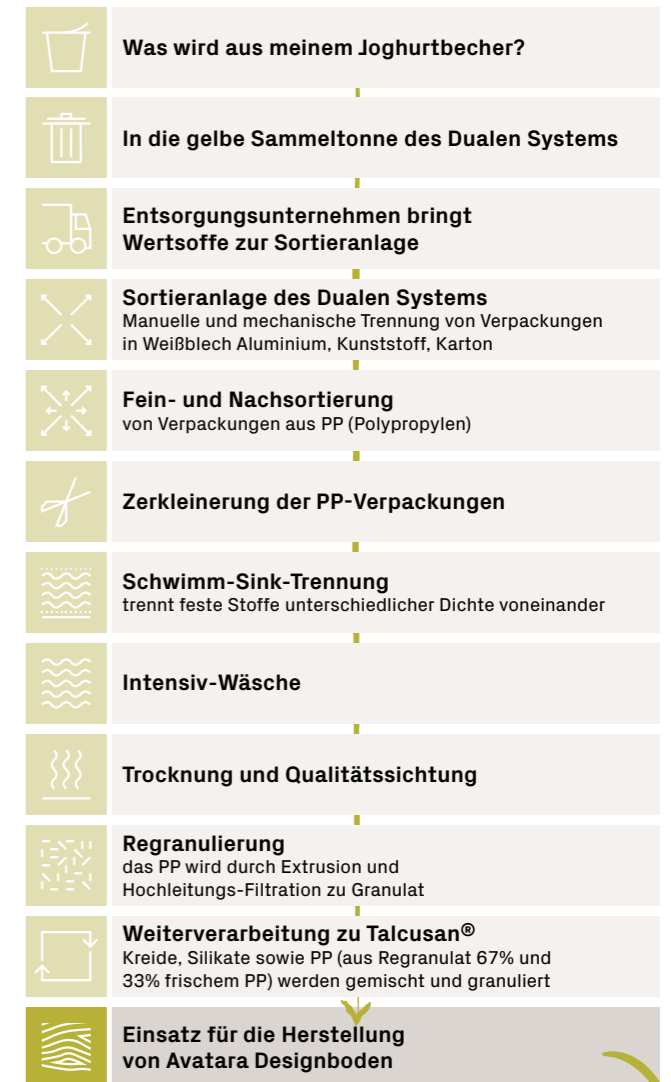 Was wird aus meinem Joghurtbecher?
In die gelbe Sammeltonne des Dualen Systems
Entsorgungsunternehmen bringt
Wertsoffe zur Sortieranlage
Sortieranlage des Dualen Systems
Manuelle und mechanische Trennung von Verpackungen
in Weißblech Aluminium, Kunststoff, Karton
Fein- und Nachsortierung
von Verpackungen aus PP (Polypropylen)
Zerkleinerung der PP-Verpackungen
Schwimm-Sink-Trennung
trennt feste Stoffe unterschiedlicher Dichte voneinander
Intensiv-Wäsche
Trocknung und Qualitätssichtung
Regranulierung
das PP wird durch Extrusion und
Hochleitungs-Filtration zu Granulat
Weiterverarbeitung zu Talcusan®
Kreide, Silikate sowie PP (aus Regranulat 67% und
33% frischem PP) werden gemischt und granuliert
Einsatz für die Herstellung
von Avatara Designboden